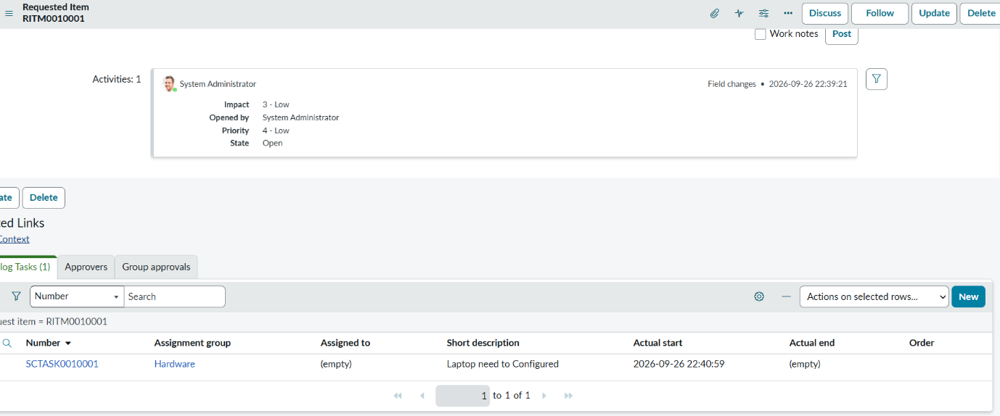 Requested Item
RITM0010001
Discuss Follow Update Delete
Work notes Post
Activities: 1
System Administrator Field changes • 2026-09-26 22:39:21
Impact 3 - Low
Opened by System Administrator
Priority 4 - Low
State Open
ate Delete
ted Links
Context
log Tasks (1) Approvers Group approvals
Number Search Actions on selected rows... New
uest item = RITM0010001
Number Assignment group Assigned to Short description Actual start Actual end Order
SCTASK0010001 Hardware (empty) Laptop need to Configured 2026-09-26 22:40:59 (empty)
1 to 1 of 1